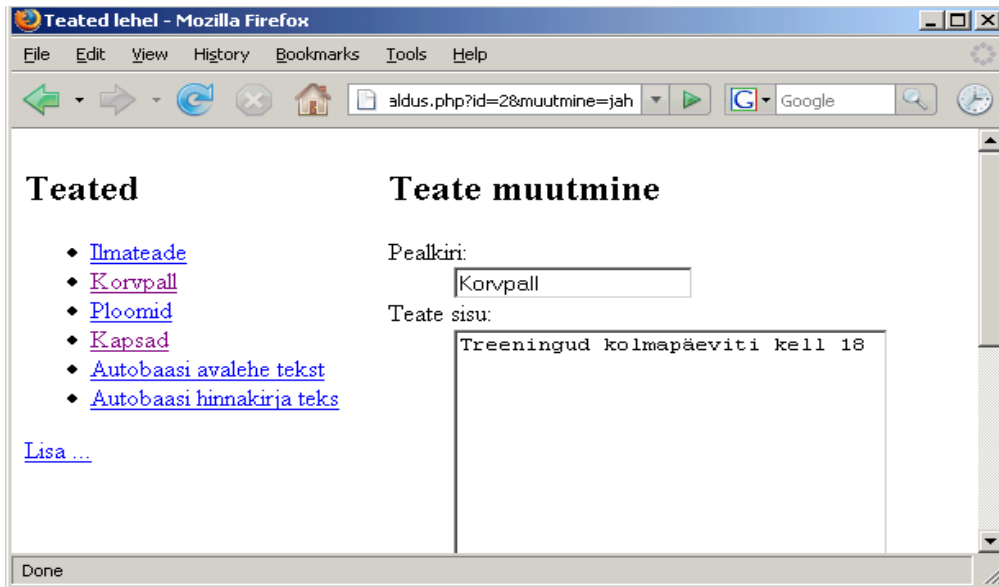 Teated lehel - Mozilla Firefox
File Edit View History Bookmarks Tools Help
aldus.php?id=2&muutmine=jah G Google
Teated
Ilmateade
Korvpall
Ploomid
Kapsad
Autobaasi avalehe tekst
Autobaasi hinnakirja teks
Lisa ...
Teate muutmine
Pealkiri:
Korvpall
Teate sisu:
Treeningud kolmapäeviti kell 18
Done